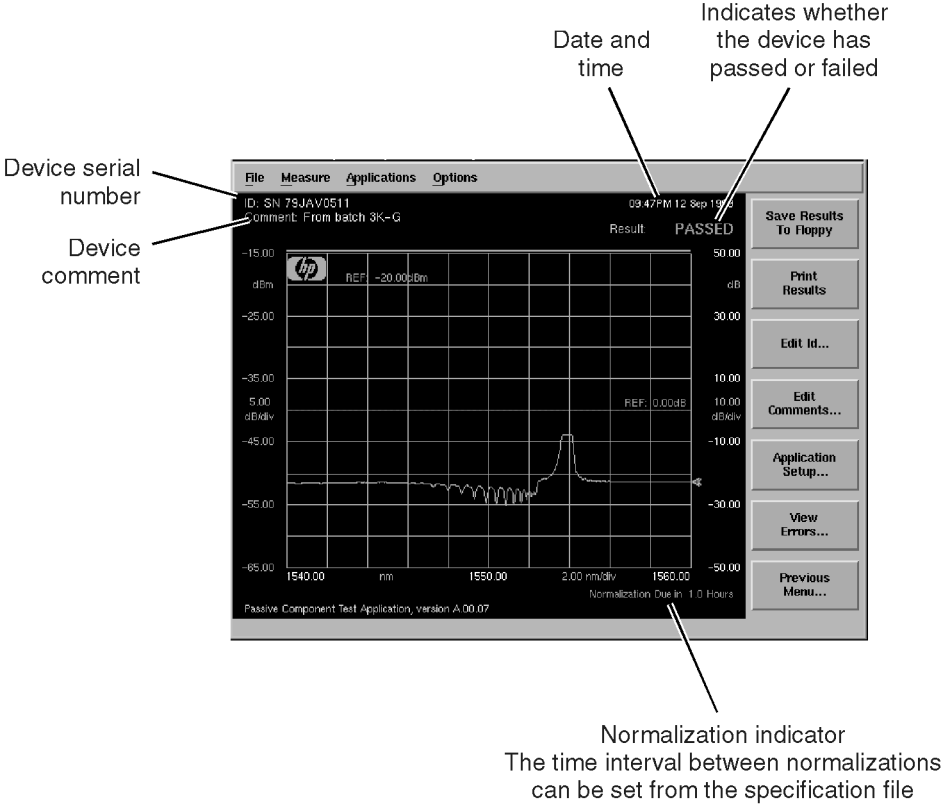 Indicates whether
the device has
passed or failed
Date and
time
Device serial
number
Device
comment
File Measure Applications Options
ID: SN 79JAV0511
09:47PM 12 Sep
Comment: From batch 3K-G
Result: PASSED
-15.00
dBm
-25.00
-35.00
5.00
dB/div
-45.00
-55.00
-65.00
hp
REF: -20.00dBm
REF: 0.00dB
50.00
dB
30.00
10.00
10.00
dB/div
-10.00
-30.00
-50.00
1540.00 nm 1550.00 2.00 nm/div 1560.00
Normalization Due in 1.0 Hours
Passive Component Test Application, version A.00.07
Save Results
To Floppy
Print
Results
Edit Id...
Edit
Comments...
Application
Setup...
View
Errors...
Previous
Menu...
Normalization indicator
The time interval between normalizations
can be set from the specification file